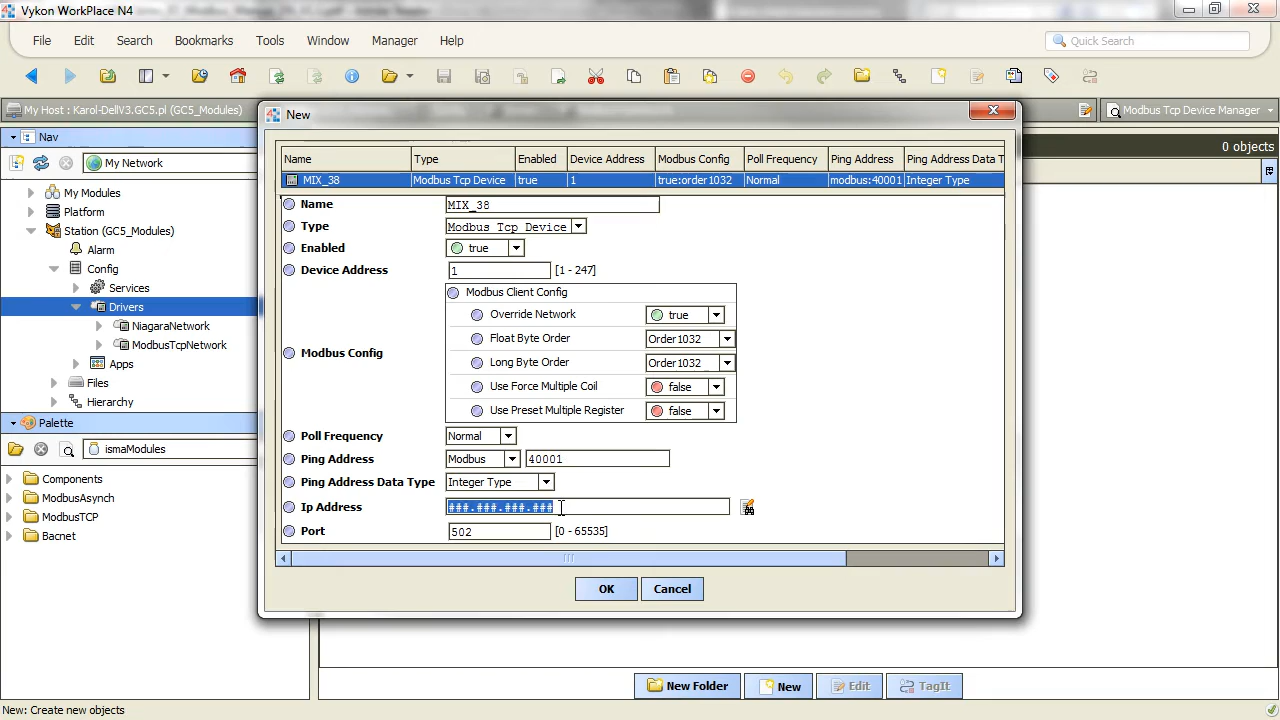 Vykon WorkPlace N4
File Edit Search Bookmarks Tools Window Manager Help
Quick Search
My Host : Karol-DellV3.GC5.pl (GC5_Modules)
Modbus Tcp Device Manager
Nav
0 objects
My Network
My Modules
Platform
Station (GC5_Modules)
Alarm
Config
Services
Drivers
NiagaraNetwork
ModbusTcpNetwork
Apps
Files
Hierarchy
Palette
ismaModules
Components
ModbusAsynch
ModbusTCP
Bacnet
New
Name Type Enabled Device Address Modbus Config Poll Frequency Ping Address Ping Address Data T
MIX_38 Modbus Tcp Device true 1 true:order1032 Normal modbus:40001 Integer Type
Name MIX_38
Type Modbus Tcp Device
Enabled true
Device Address 1 [1 - 247]
Modbus Config
Modbus Client Config
Override Network true
Float Byte Order Order1032
Long Byte Order Order1032
Use Force Multiple Coil false
Use Preset Multiple Register false
Poll Frequency Normal
Ping Address Modbus 40001
Ping Address Data Type Integer Type
Ip Address ###.###.###.###
Port 502 [0 - 65535]
OK Cancel
New Folder New Edit TagIt
New: Create new objects